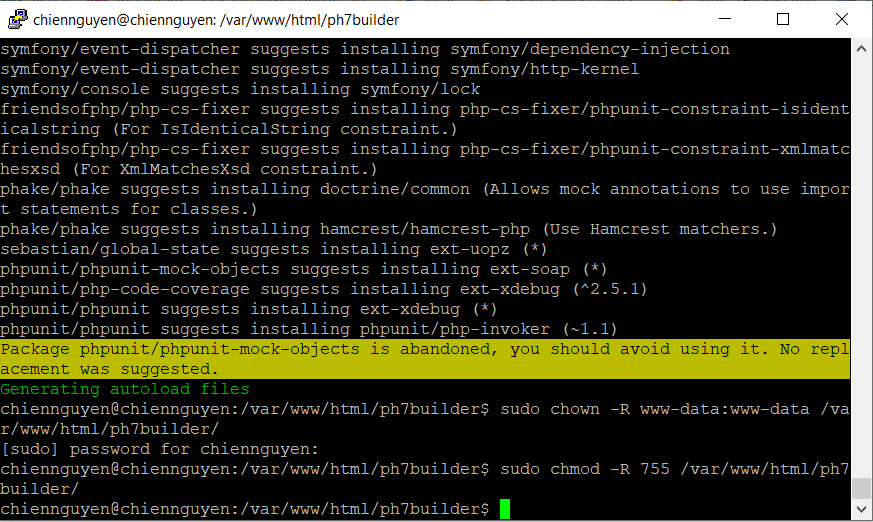 chiennguyen@chiennguyen: /var/www/html/ph7builder
symfony/event-dispatcher suggests installing symfony/dependency-injection
symfony/event-dispatcher suggests installing symfony/http-kernel
symfony/console suggests installing symfony/lock
friendsofphp/php-cs-fixer suggests installing php-cs-fixer/phpunit-constraint-isident
icalstring (For IsIdenticalString constraint.)
friendsofphp/php-cs-fixer suggests installing php-cs-fixer/phpunit-constraint-xmlmatc
hesxsd (For XmlMatchesXsd constraint.)
phake/phake suggests installing doctrine/common (Allows mock annotations to use impor
t statements for classes.)
phake/phake suggests installing hamcrest/hamcrest-php (Use Hamcrest matchers.)
sebastian/global-state suggests installing ext-uopz (*)
phpunit/phpunit-mock-objects suggests installing ext-soap (*)
phpunit/php-code-coverage suggests installing ext-xdebug (^2.5.1)
phpunit/phpunit suggests installing ext-xdebug (*)
phpunit/phpunit suggests installing phpunit/php-invoker (~1.1)
Package phpunit/phpunit-mock-objects is abandoned, you should avoid using it. No repl
acement was suggested.
Generating autoload files
chiennguyen@chiennguyen:/var/www/html/ph7builder$ sudo chown -R www-data:www-data /va
r/www/html/ph7builder/
[sudo] password for chiennguyen:
chiennguyen@chiennguyen:/var/www/html/ph7builder$ sudo chmod -R 755 /var/www/html/ph7
builder/
chiennguyen@chiennguyen:/var/www/html/ph7builder$